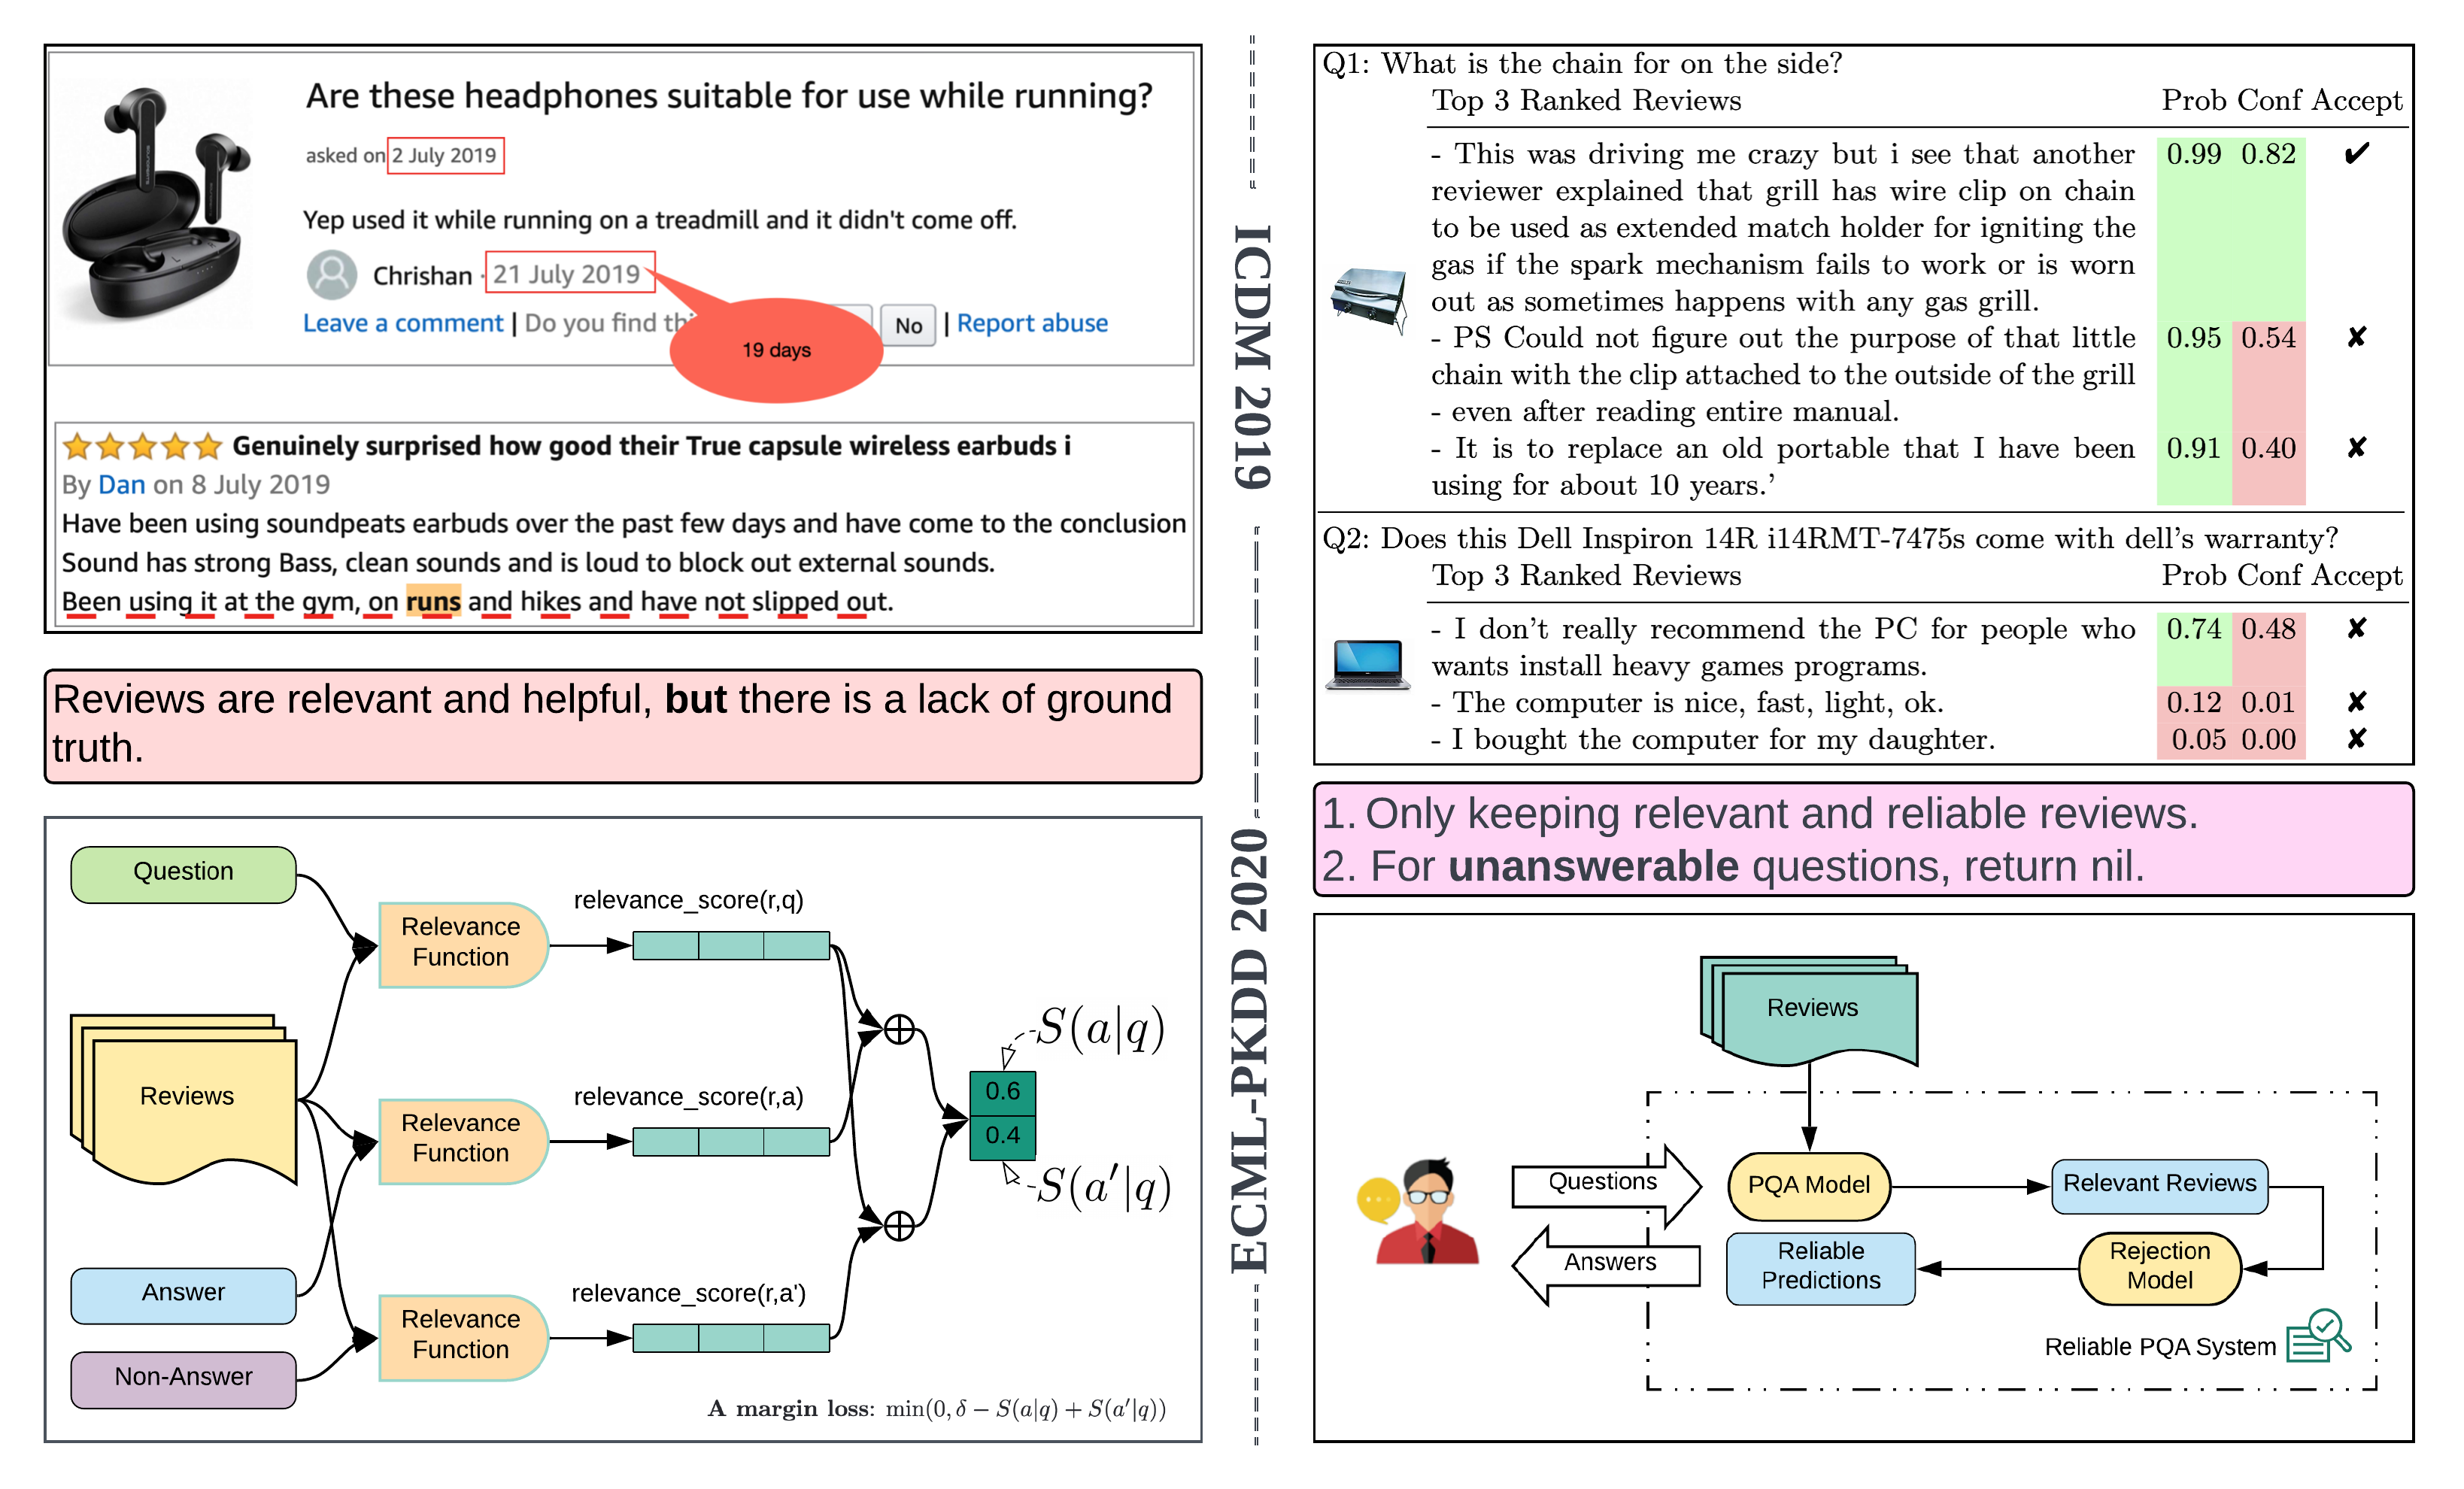 Are these headphones suitable for use while running?
asked on 2 July 2019
Yep used it while running on a treadmill and it didn't come off.
Chrishan · 21 July 2019
Leave a comment | Do you find thi
No | Report abuse
19 days
Genuinely surprised how good their True capsule wireless earbuds i
By Dan on 8 July 2019
Have been using soundpeats earbuds over the past few days and have come to the conclusion
Sound has strong Bass, clean sounds and is loud to block out external sounds.
Been using it at the gym, on runs and hikes and have not slipped out.
Reviews are relevant and helpful, but there is a lack of ground
truth.
Question
Reviews
Answer
Non-Answer
Relevance
Function
relevance_score(r,q)
Relevance
Function
relevance_score(r,a)
Relevance
Function
relevance_score(r,a')
S(a|q)
0.6
0.4
S(a′|q)
A margin loss: min(0, δ − S(a|q) + S(a′|q))
ICDM 2019
ECML-PKDD 2020
Q1: What is the chain for on the side?
Top 3 Ranked Reviews Prob Conf Accept
- This was driving me crazy but i see that another 0.99 0.82 ✔
reviewer explained that grill has wire clip on chain
to be used as extended match holder for igniting the
gas if the spark mechanism fails to work or is worn
out as sometimes happens with any gas grill.
- PS Could not figure out the purpose of that little 0.95 0.54 ✘
chain with the clip attached to the outside of the grill
- even after reading entire manual.
- It is to replace an old portable that I have been 0.91 0.40 ✘
using for about 10 years.’
Q2: Does this Dell Inspiron 14R i14RMT-7475s come with dell’s warranty?
Top 3 Ranked Reviews Prob Conf Accept
- I don’t really recommend the PC for people who 0.74 0.48 ✘
wants install heavy games programs.
- The computer is nice, fast, light, ok. 0.12 0.01 ✘
- I bought the computer for my daughter. 0.05 0.00 ✘
1. Only keeping relevant and reliable reviews.
2. For unanswerable questions, return nil.
Reviews
Questions
PQA Model
Relevant Reviews
Answers
Reliable
Predictions
Rejection
Model
Reliable PQA System